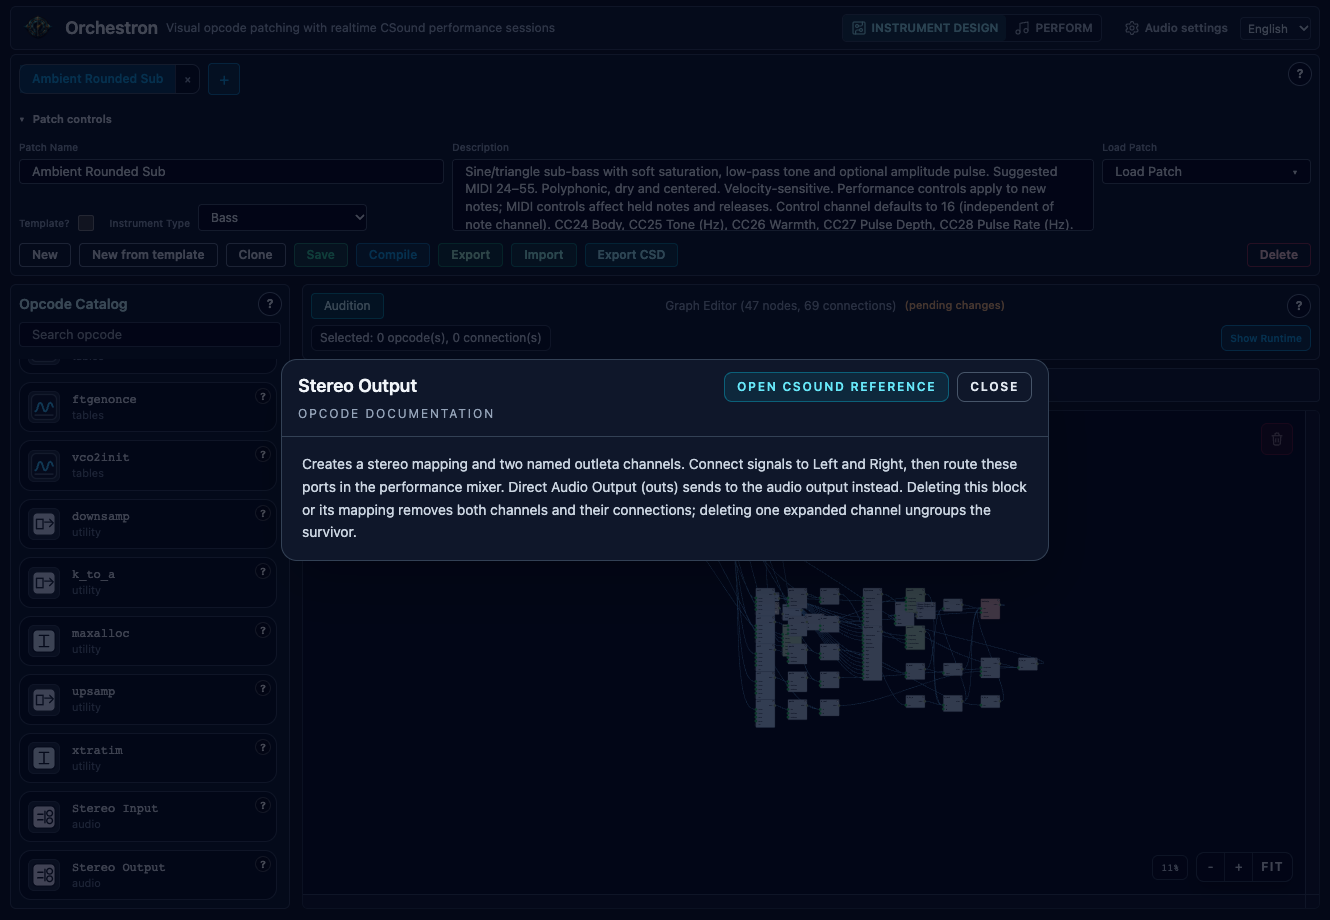 Orchestron
Visual opcode patching with realtime CSound performance sessions
INSTRUMENT DESIGN
PERFORM
Audio settings
English
Ambient Rounded Sub
×
+
?
Patch controls
Patch Name
Description
Load Patch
Ambient Rounded Sub
Sine/triangle sub-bass with soft saturation, low-pass tone and optional amplitude pulse. Suggested
MIDI 24–55. Polyphonic, dry and centered. Velocity-sensitive. Performance controls apply to new
notes; MIDI controls affect held notes and releases. Control channel defaults to 16 (independent of
note channel). CC24 Body, CC25 Tone (Hz), CC26 Warmth, CC27 Pulse Depth, CC28 Pulse Rate (Hz).
Load Patch
Template?
Instrument Type
Bass
New
New from template
Clone
Save
Compile
Export
Import
Export CSD
Delete
Opcode Catalog
?
Search opcode
tables
ftgenonce
?
tables
vco2init
?
tables
downsamp
?
utility
k_to_a
?
utility
maxalloc
?
utility
upsamp
?
utility
xtratim
?
utility
Stereo Input
?
audio
Stereo Output
?
audio
Audition
Graph Editor (47 nodes, 69 connections)
(pending changes)
?
Selected: 0 opcode(s), 0 connection(s)
Show Runtime
Stereo Output
OPEN CSOUND REFERENCE
CLOSE
OPCODE DOCUMENTATION
Creates a stereo mapping and two named outleta channels. Connect signals to Left and Right, then route these
ports in the performance mixer. Direct Audio Output (outs) sends to the audio output instead. Deleting this block
or its mapping removes both channels and their connections; deleting one expanded channel ungroups the
survivor.
11%
-
+
FIT